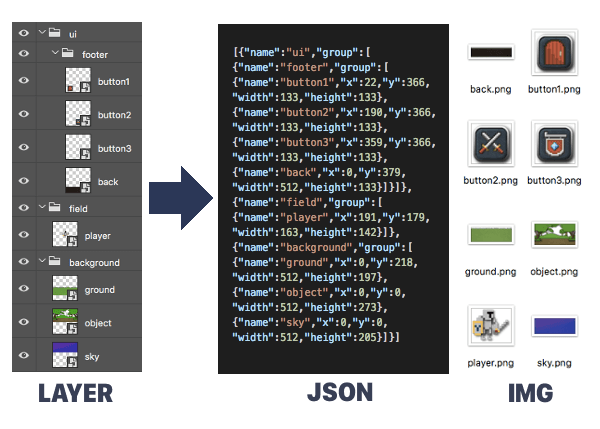 ui
footer
button1
button2
button3
back
field
player
background
ground
object
sky
LAYER
[{"name":"ui","group":[
{"name":"footer","group":[
{"name":"button1","x":22,"y":366,
"width":133,"height":133},
{"name":"button2","x":190,"y":366,
"width":133,"height":133},
{"name":"button3","x":359,"y":366,
"width":133,"height":133},
{"name":"back","x":0,"y":379,
"width":512,"height":133}]}]},
{"name":"field","group":[
{"name":"player","x":191,"y":179,
"width":163,"height":142}]},
{"name":"background","group":[
{"name":"ground","x":0,"y":218,
"width":512,"height":197},
{"name":"object","x":0,"y":0,
"width":512,"height":273},
{"name":"sky","x":0,"y":0,
"width":512,"height":205}]}]
JSON
back.png
button1.png
button2.png
button3.png
ground.png
object.png
player.png
sky.png
IMG